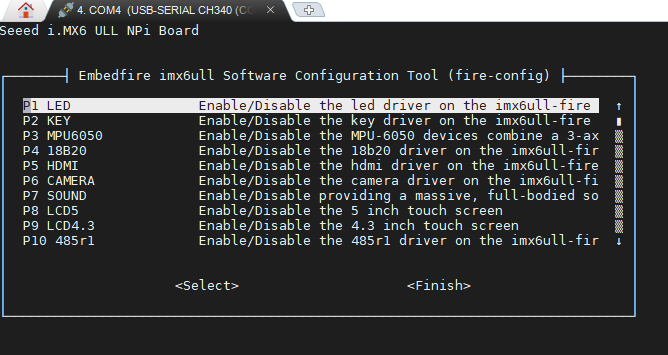 4. COM4 (USB-SERIAL CH340 (CO
Seeed i.MX6 ULL NPi Board
Embedfire imx6ull Software Configuration Tool (fire-config)
P1 LED Enable/Disable the led driver on the imx6ull-fire
P2 KEY Enable/Disable the key driver on the imx6ull-fire
P3 MPU6050 Enable/Disable the MPU-6050 devices combine a 3-ax
P4 18B20 Enable/Disable the 18b20 driver on the imx6ull-fir
P5 HDMI Enable/Disable the hdmi driver on the imx6ull-fire
P6 CAMERA Enable/Disable the camera driver on the imx6ull-fi
P7 SOUND Enable/Disable providing a massive, full-bodied so
P8 LCD5 Enable/Disable the 5 inch touch screen
P9 LCD4.3 Enable/Disable the 4.3 inch touch screen
P10 485r1 Enable/Disable the 485r1 driver on the imx6ull-fir
<Select> <Finish>